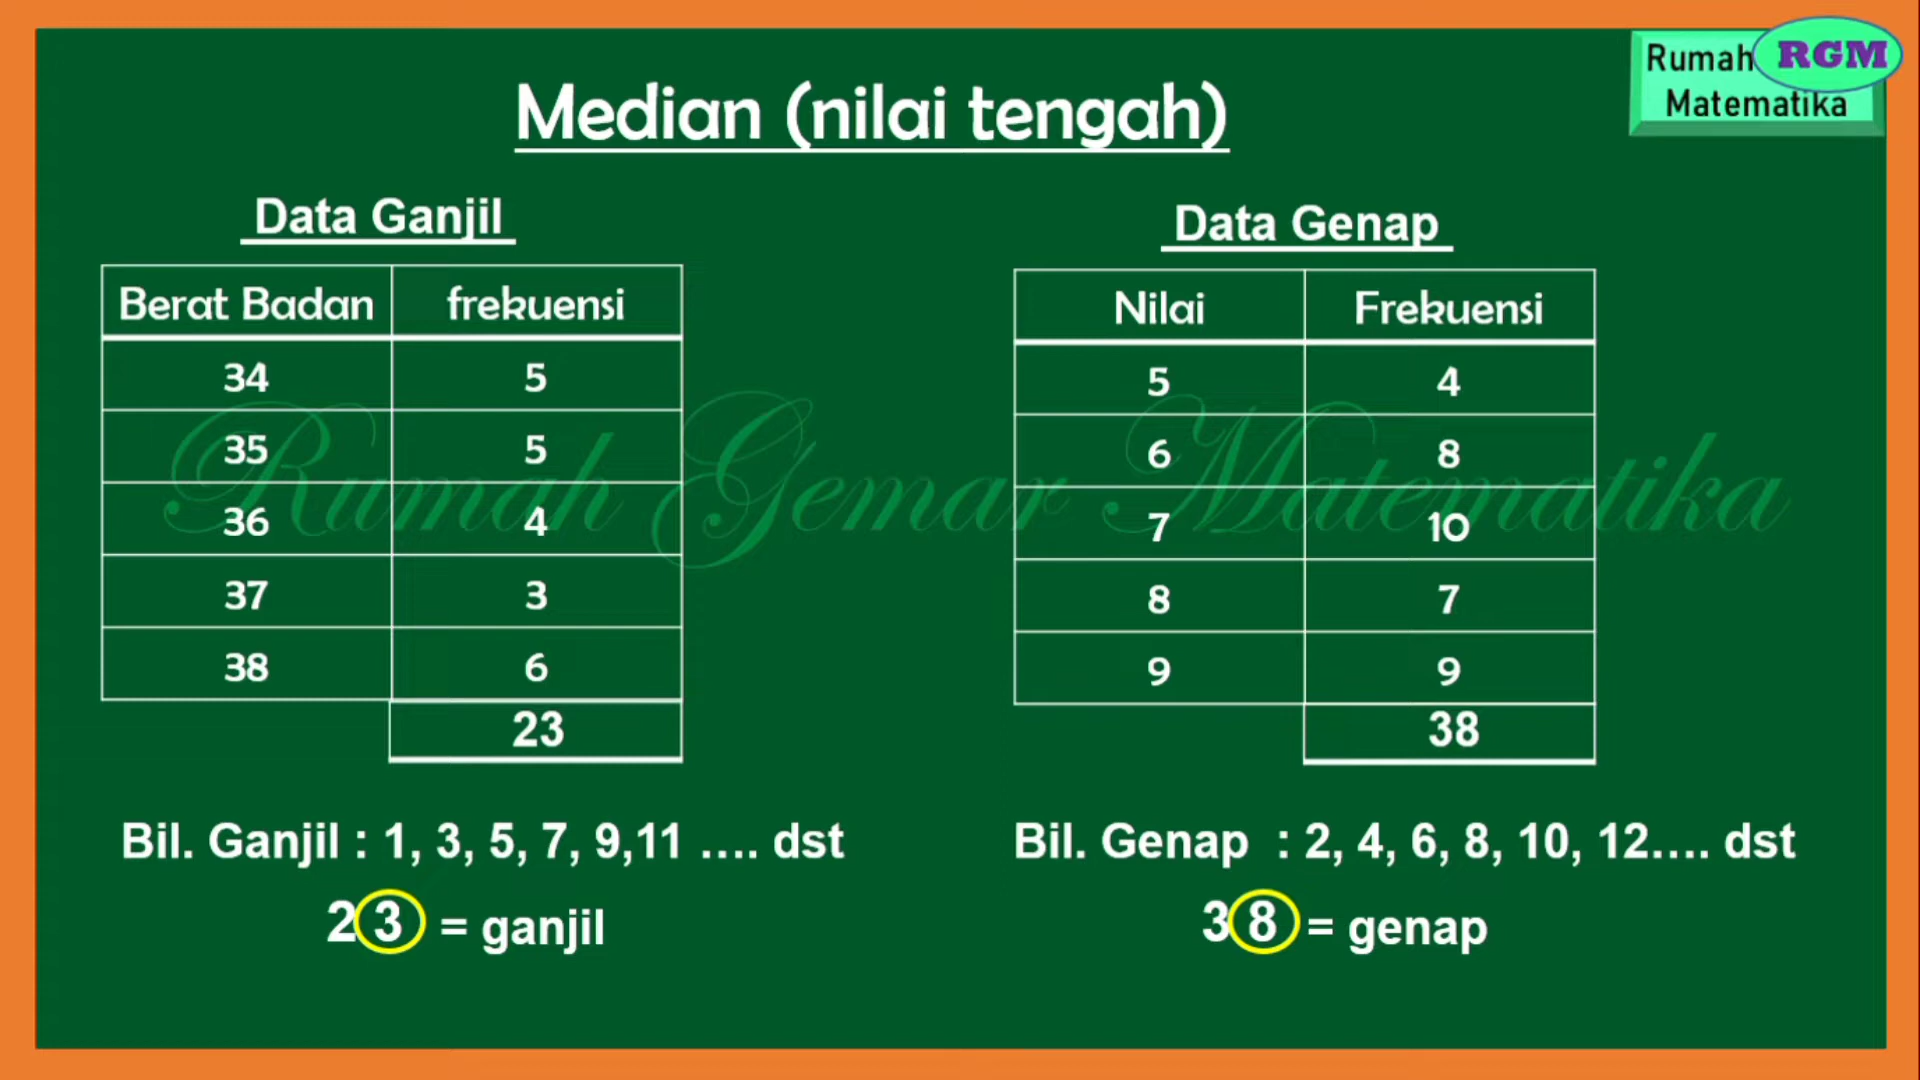 Rumah RGM
Matematika
Median (nilai tengah)
Data Ganjil
Berat Badan frekuensi
34 5
35 5
36 4
37 3
38 6
23
Bil. Ganjil : 1, 3, 5, 7, 9,11 .... dst
23 = ganjil
Data Genap
Nilai Frekuensi
5 4
6 8
7 10
8 7
9 9
38
Bil. Genap : 2, 4, 6, 8, 10, 12.... dst
38 = genap
Rumah Gemar Matematika